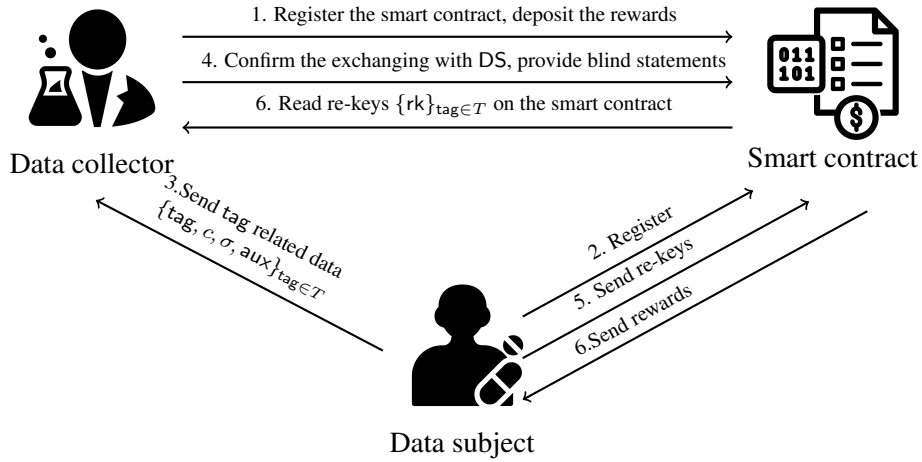 1. Register the smart contract, deposit the rewards
4. Confirm the exchanging with DS, provide blind statements
6. Read re-keys {rk}tag∈T on the smart contract
011
101
$
Data collector
Smart contract
3.Send tag related data
{tag, c, σ, aux}tag∈T
2. Register
5. Send re-keys
6.Send rewards
Data subject